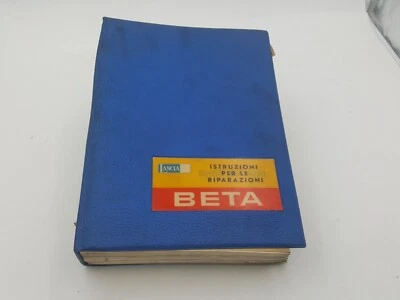 LANCIA
ISTRUZIONI
PER LE
RIPARAZIONI
BETA